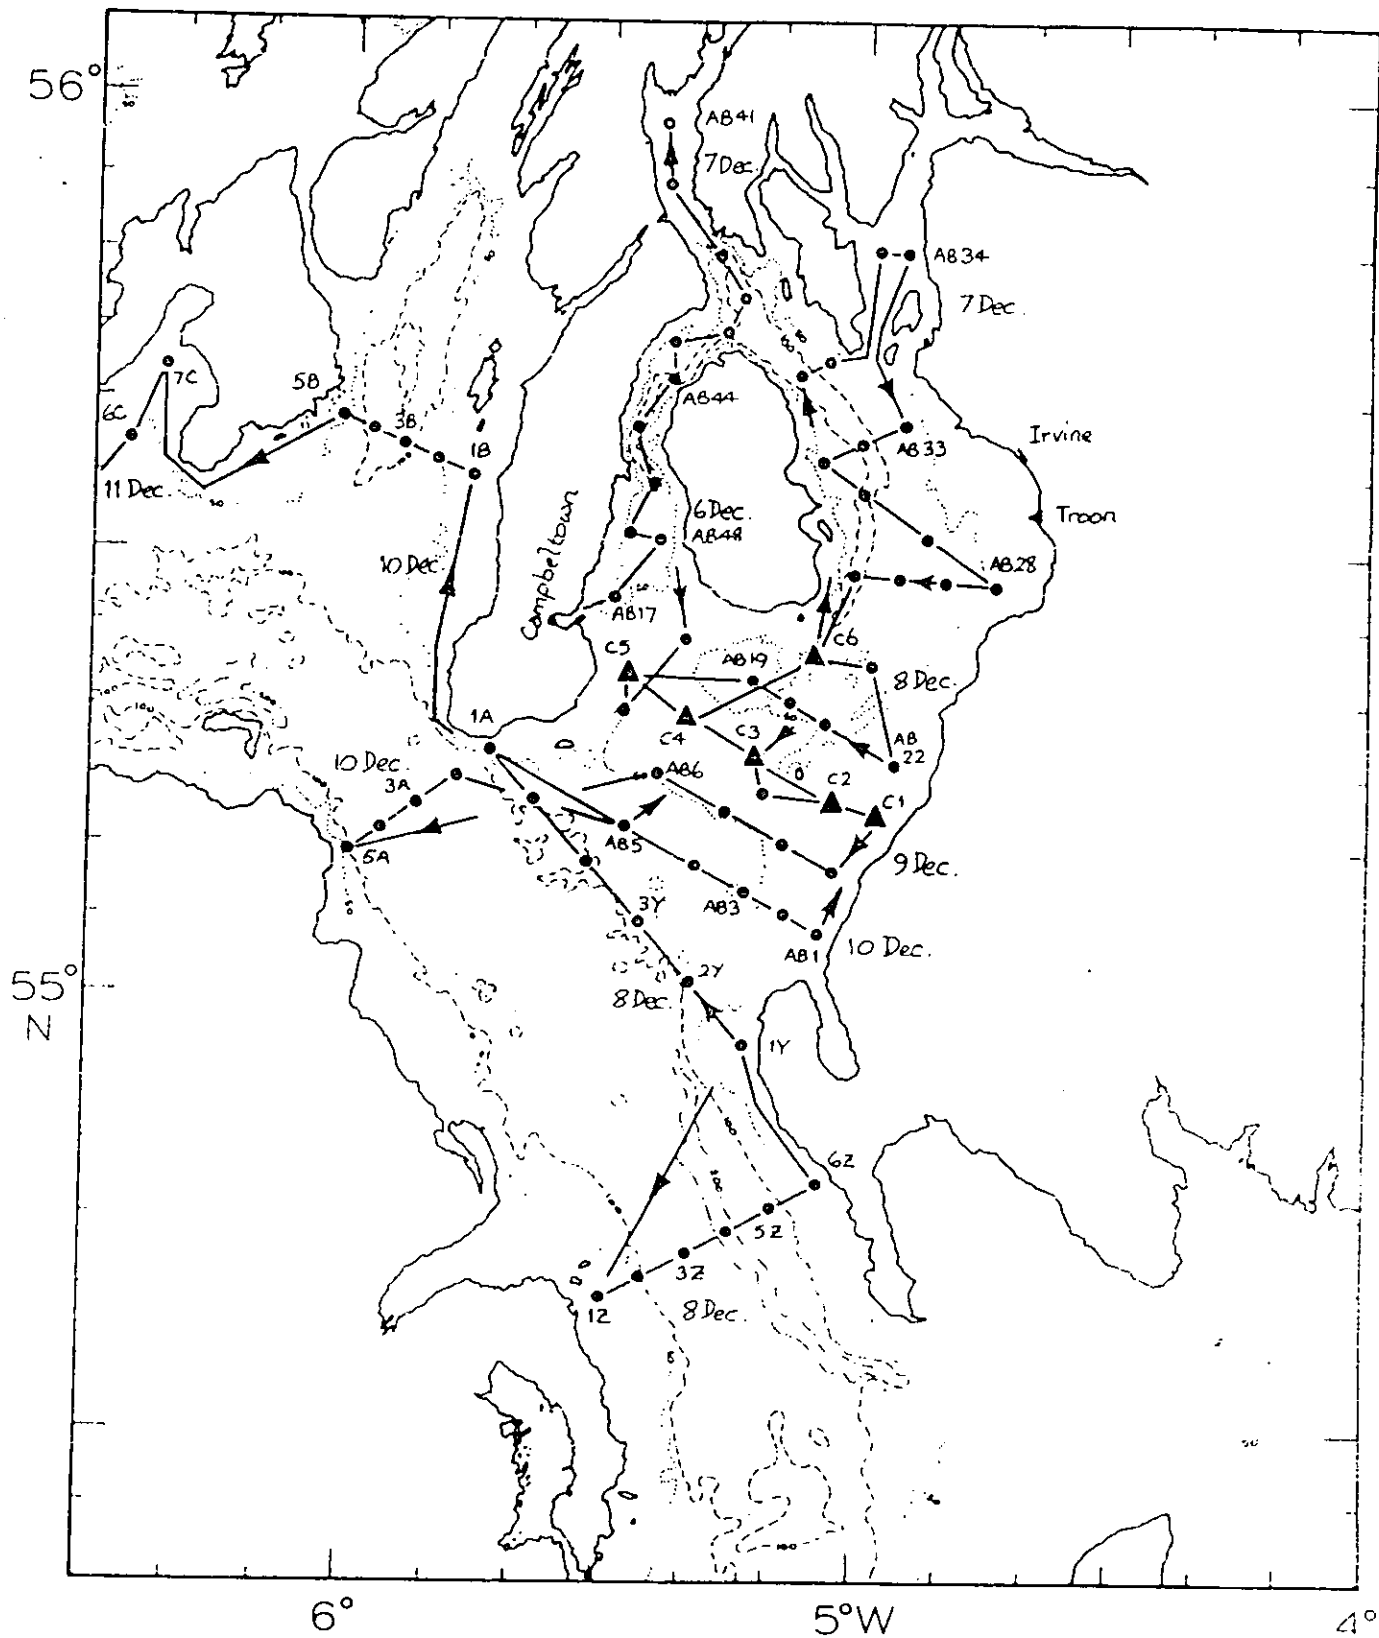 56°
AB41
7 Dec.
AB34
7 Dec.
7C
5B
6C
3B
1B
AB44
AB33
Irvine
11 Dec.
Troon
6 Dec.
AB48
10 Dec.
Campbeltown
AB28
AB17
C5
AB19
C6
8 Dec.
1A
C4
C3
AB
22
10 Dec.
3A
AB6
C2
C1
5A
AB5
9 Dec.
3Y
AB3
AB1
10 Dec.
55°
N
2Y
8 Dec.
1Y
6Z
5Z
3Z
1Z
8 Dec.
6°
5°W
4°